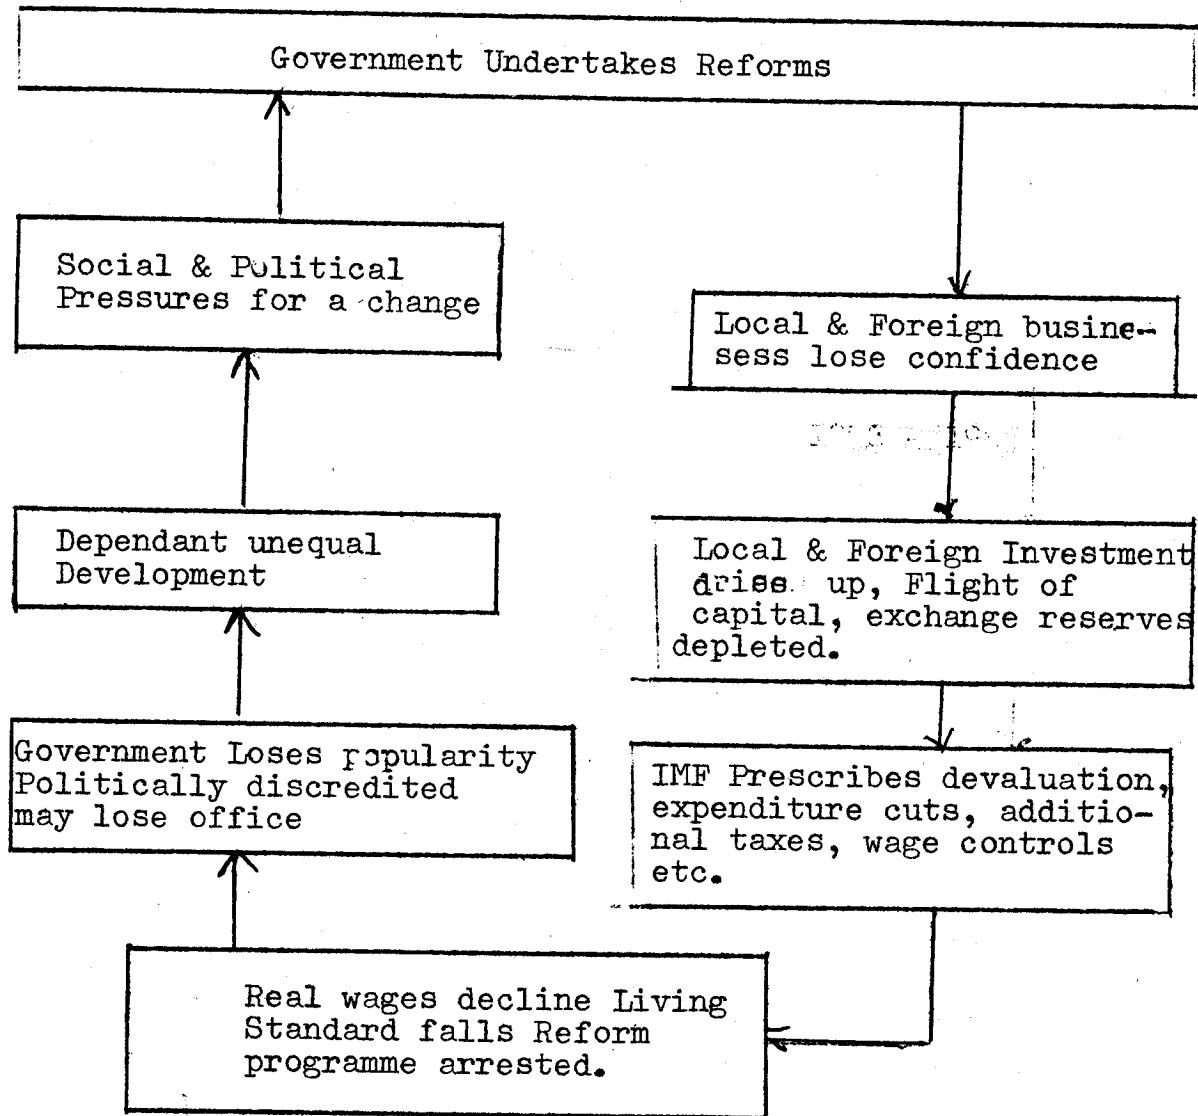 Government Undertakes Reforms
Social & Political
Pressures for a change
Local & Foreign busine-
sess lose confidence
Dependant unequal
Development
Local & Foreign Investment
drise up, Flight of
capital, exchange reserves
depleted.
Government Loses popularity
Politically discredited
may lose office
IMF Prescribes devaluation,
expenditure cuts, additio-
nal taxes, wage controls
etc.
Real wages decline Living
Standard falls Reform
programme arrested.